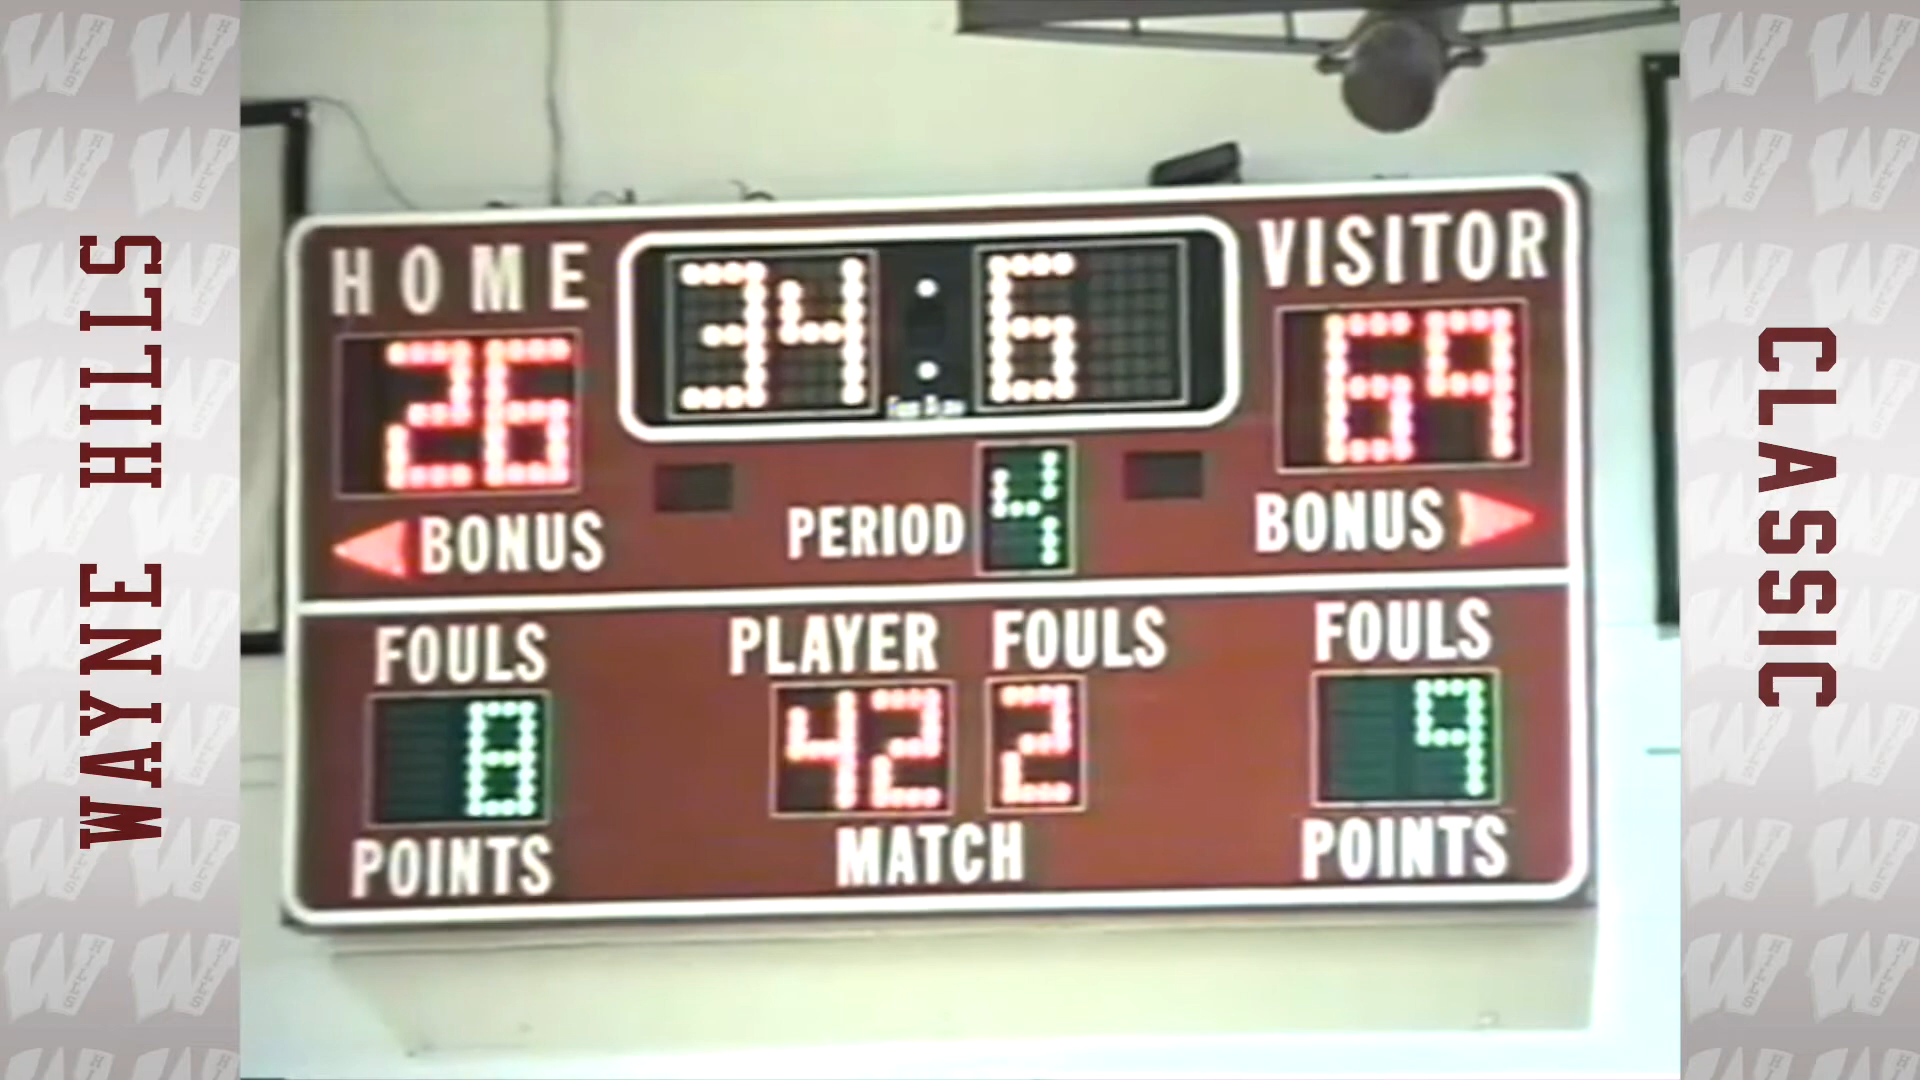 WAYNE HILLS
HOME
34:6
VISITOR
26
69
BONUS
PERIOD 4
BONUS
FOULS
PLAYER FOULS
FOULS
8
42 2
9
POINTS
MATCH
POINTS
CLASSIC